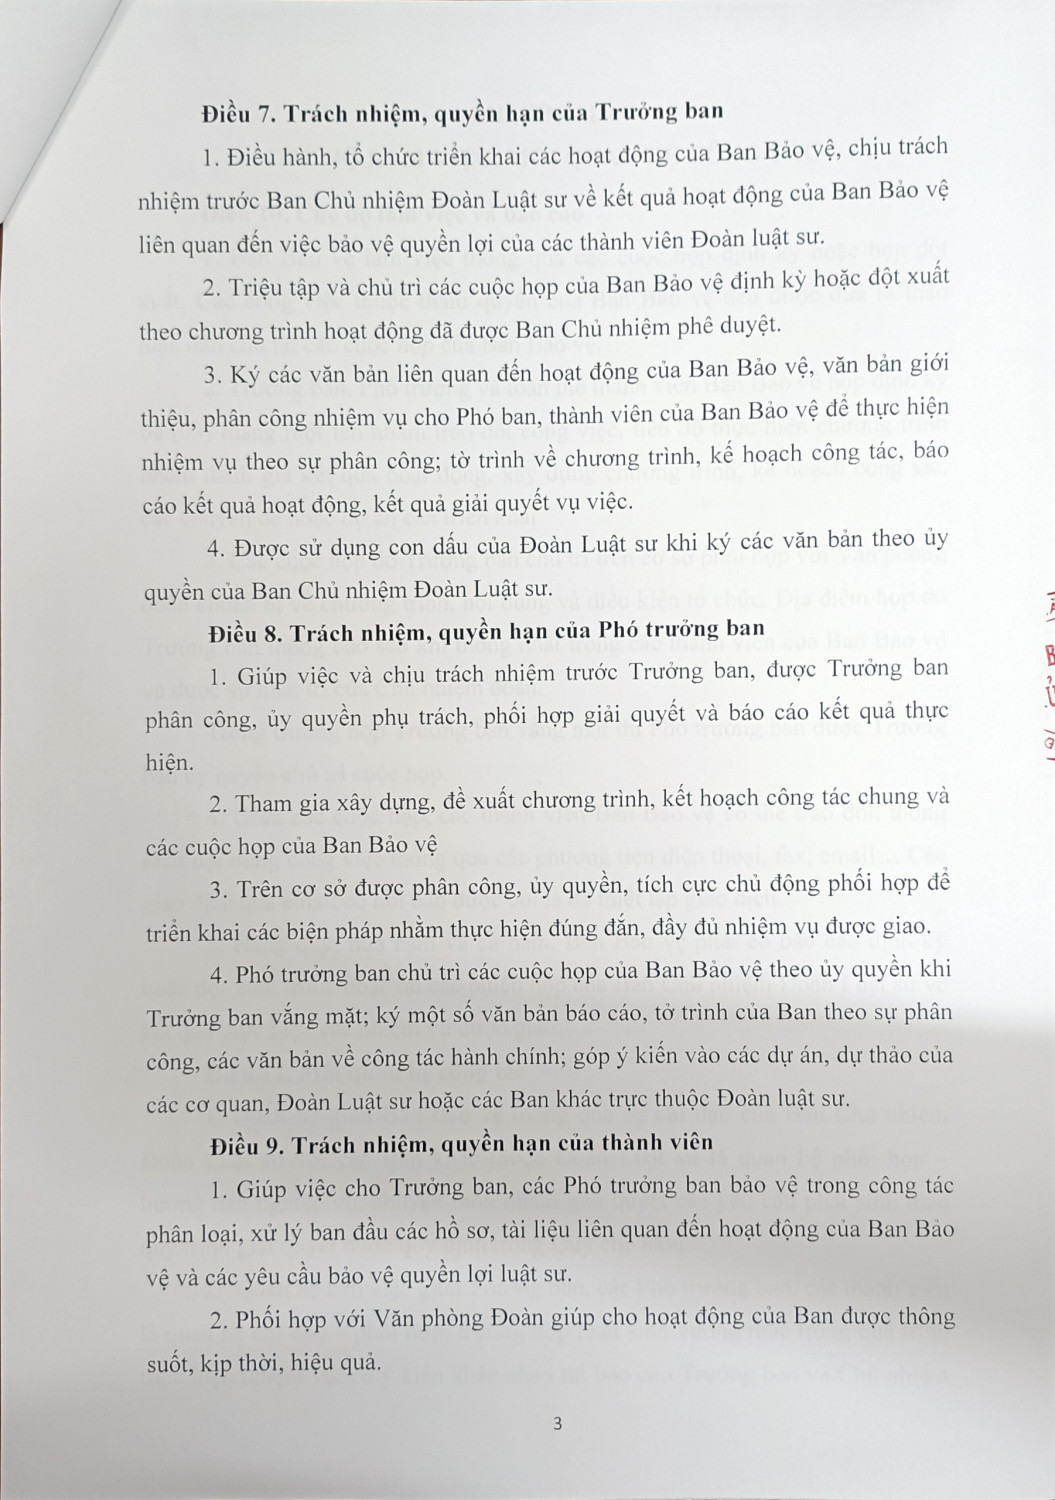 Điều 7. Trách nhiệm, quyền hạn của Trưởng ban
1. Điều hành, tổ chức triển khai các hoạt động của Ban Bảo vệ, chịu trách
nhiệm trước Ban Chủ nhiệm Đoàn Luật sư về kết quả hoạt động của Ban Bảo vệ
liên quan đến việc bảo vệ quyền lợi của các thành viên Đoàn luật sư.
2. Triệu tập và chủ trì các cuộc họp của Ban Bảo vệ định kỳ hoặc đột xuất
theo chương trình hoạt động đã được Ban Chủ nhiệm phê duyệt.
3. Ký các văn bản liên quan đến hoạt động của Ban Bảo vệ, văn bản giới
thiệu, phân công nhiệm vụ cho Phó ban, thành viên của Ban Bảo vệ để thực hiện
nhiệm vụ theo sự phân công; tờ trình về chương trình, kế hoạch công tác, báo
cáo kết quả hoạt động, kết quả giải quyết vụ việc.
4. Được sử dụng con dấu của Đoàn Luật sư khi ký các văn bản theo ủy
quyền của Ban Chủ nhiệm Đoàn Luật sư.
Điều 8. Trách nhiệm, quyền hạn của Phó trưởng ban
1. Giúp việc và chịu trách nhiệm trước Trưởng ban, được Trưởng ban
phân công, ủy quyền phụ trách, phối hợp giải quyết và báo cáo kết quả thực
hiện.
2. Tham gia xây dựng, đề xuất chương trình, kết hoạch công tác chung và
các cuộc họp của Ban Bảo vệ
3. Trên cơ sở được phân công, ủy quyền, tích cực chủ động phối hợp để
triển khai các biện pháp nhằm thực hiện đúng đắn, đầy đủ nhiệm vụ được giao.
4. Phó trưởng ban chủ trì các cuộc họp của Ban Bảo vệ theo ủy quyền khi
Trưởng ban vắng mặt; ký một số văn bản báo cáo, tở trình của Ban theo sự phân
công, các văn bản về công tác hành chính; góp ý kiến vào các dự án, dự thảo của
các cơ quan, Đoàn Luật sư hoặc các Ban khác trực thuộc Đoàn luật sư.
Điều 9. Trách nhiệm, quyền hạn của thành viên
1. Giúp việc cho Trưởng ban, các Phó trưởng ban bảo vệ trong công tác
phân loại, xử lý ban đầu các hồ sơ, tài liệu liên quan đến hoạt động của Ban Bảo
vệ và các yêu cầu bảo vệ quyền lợi luật sư.
2. Phối hợp với Văn phòng Đoàn giúp cho hoạt động của Ban được thông
suốt, kịp thời, hiệu quả.
3